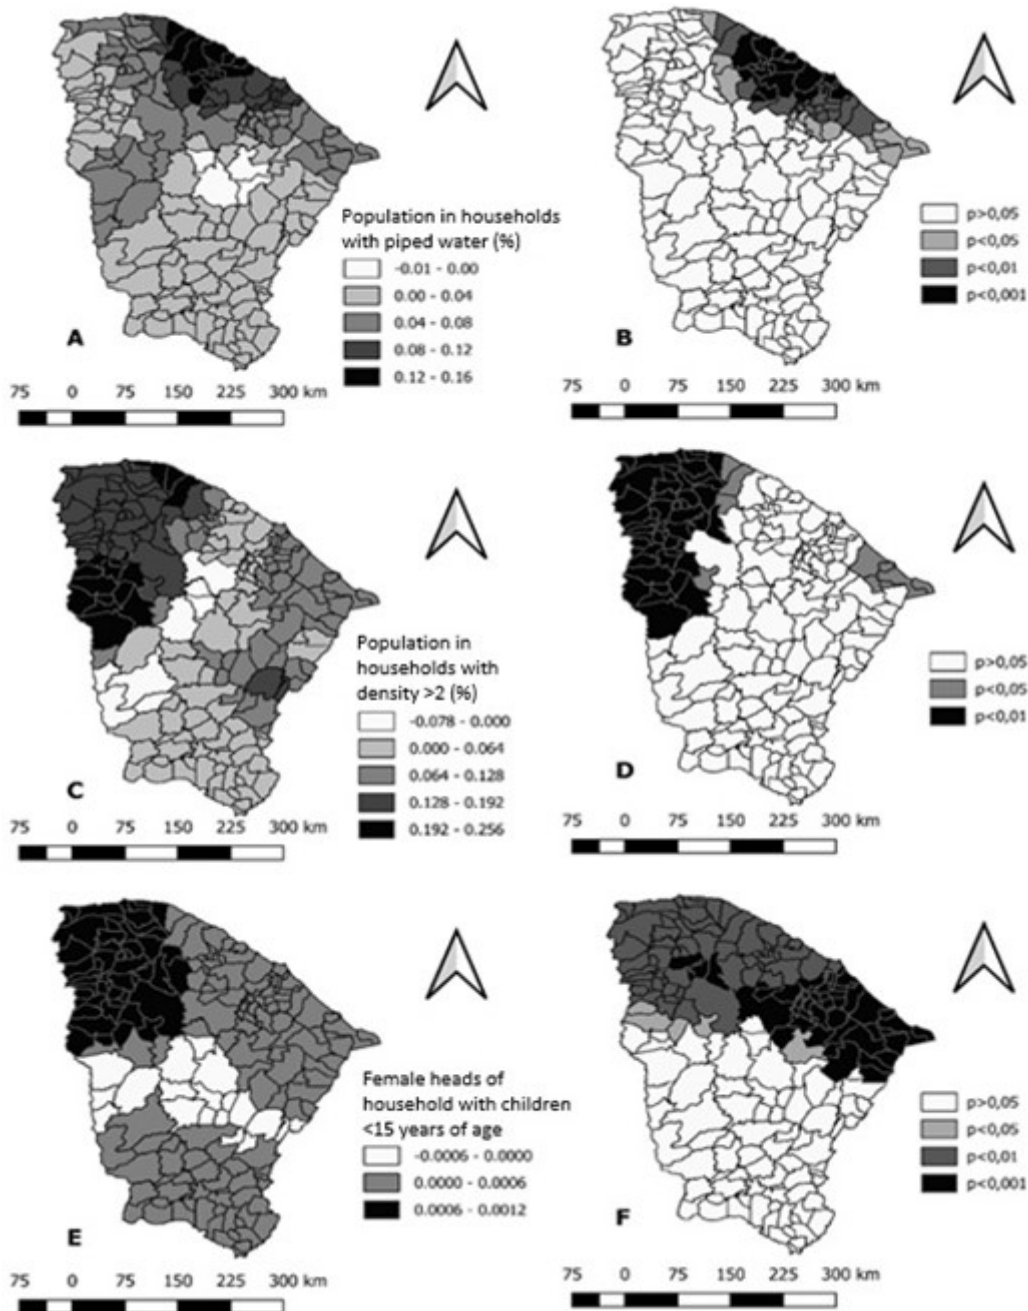 Population in households
with piped water (%)
-0.01 - 0.00
0.00 - 0.04
0.04 - 0.08
0.08 - 0.12
0.12 - 0.16
A
75 0 75 150 225 300 km
p>0,05
p<0,05
p<0,01
p<0,001
B
75 0 75 150 225 300 km
Population in
households with
density >2 (%)
-0.078 - 0.000
0.000 - 0.064
0.064 - 0.128
0.128 - 0.192
0.192 - 0.256
C
75 0 75 150 225 300 km
p>0,05
p<0,05
p<0,01
D
75 0 75 150 225 300 km
Female heads of
household with children
<15 years of age
-0.0006 - 0.0000
0.0000 - 0.0006
0.0006 - 0.0012
E
75 0 75 150 225 300 km
p>0,05
p<0,05
p<0,01
p<0,001
F
75 0 75 150 225 300 km